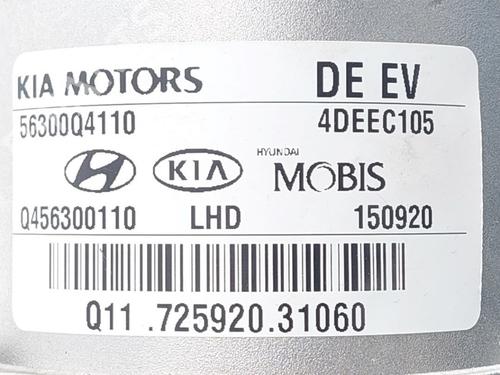 KIA MOTORS DE EV
56300Q4110 4DEEC105
KIA HYUNDAI MOBIS
Q456300110 LHD 150920
Q11 .725920.31060